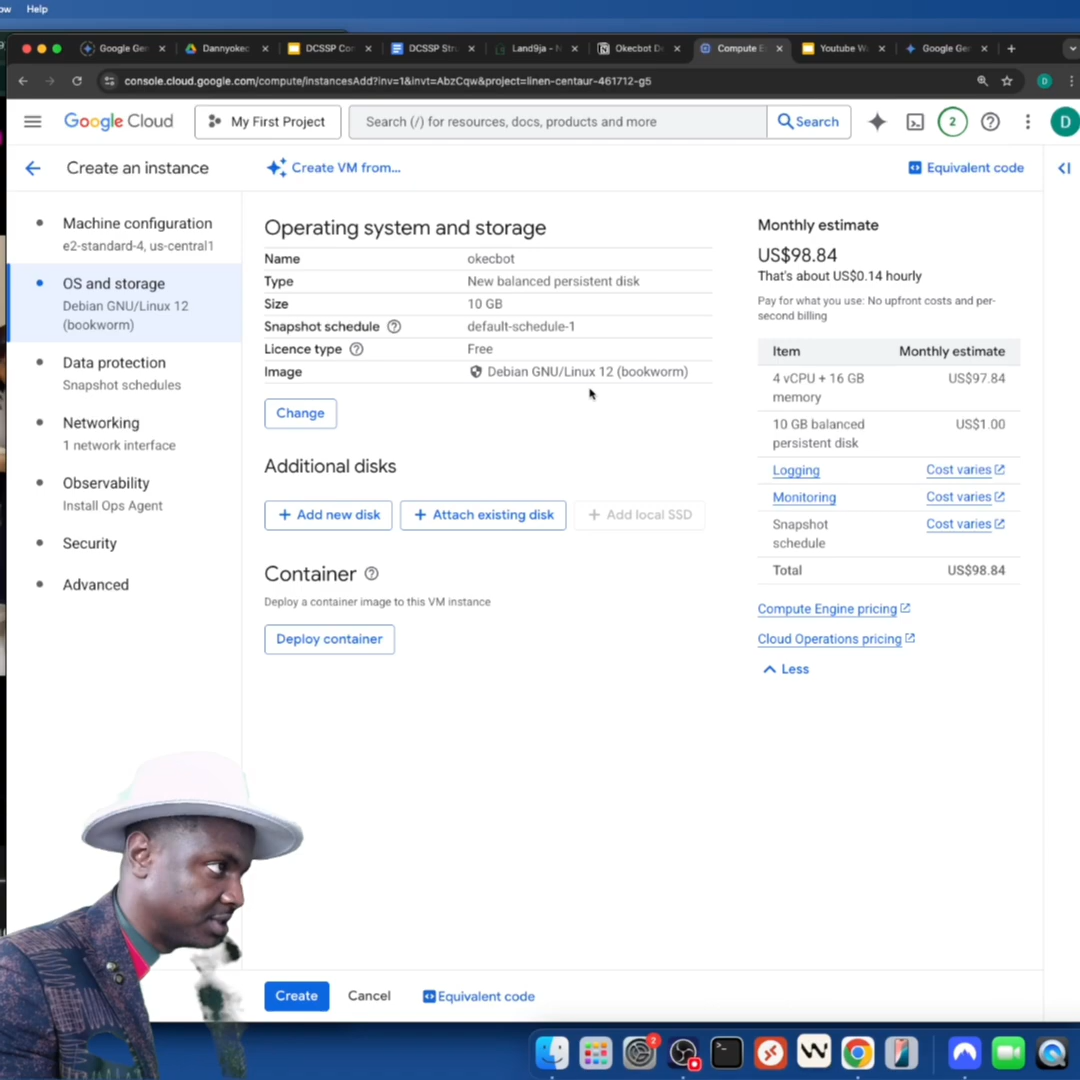 ow Help
Google Ger
Dannyokec
DCSSP Cor
DCSSP Stru
Land9ja - N
Okecbot De
Compute E
Youtube W
Google Ger
console.cloud.google.com/compute/instancesAdd?inv=1&invt=AbzCqw&project=linen-centaur-461712-g5
D
Google Cloud
My First Project
Search (/) for resources, docs, products and more
Search
2
D
Create an instance
Create VM from...
Equivalent code
Machine configuration
e2-standard-4, us-central1
OS and storage
Debian GNU/Linux 12
(bookworm)
Data protection
Snapshot schedules
Networking
1 network interface
Observability
Install Ops Agent
Security
Advanced
Operating system and storage
Name okecbot
Type New balanced persistent disk
Size 10 GB
Snapshot schedule default-schedule-1
Licence type Free
Image Debian GNU/Linux 12 (bookworm)
Change
Additional disks
+ Add new disk
+ Attach existing disk
+ Add local SSD
Container
Deploy a container image to this VM instance
Deploy container
Monthly estimate
US$98.84
That's about US$0.14 hourly
Pay for what you use: No upfront costs and per-
second billing
Item Monthly estimate
4 vCPU + 16 GB US$97.84
memory
10 GB balanced US$1.00
persistent disk
Logging Cost varies
Monitoring Cost varies
Snapshot Cost varies
schedule
Total US$98.84
Compute Engine pricing
Cloud Operations pricing
Less
Create
Cancel
Equivalent code
2